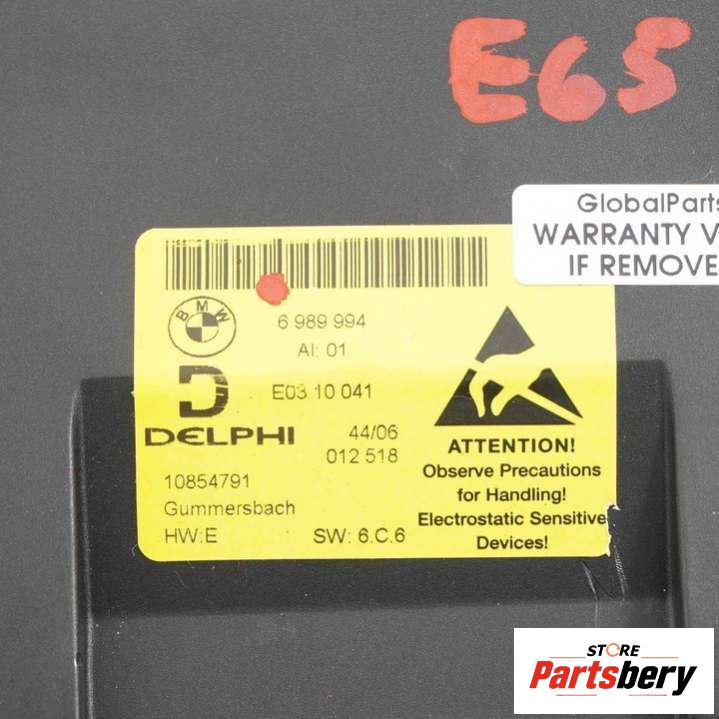 E65
GlobalParts
WARRANTY V
IF REMOVE
BMW
6 989 994
AI: 01
E03 10 041
DELPHI
44/06
012 518
10854791
Gummersbach
HW:E
SW: 6.C.6
ATTENTION!
Observe Precautions
for Handling!
Electrostatic Sensitive
Devices!
STORE
Partsbery